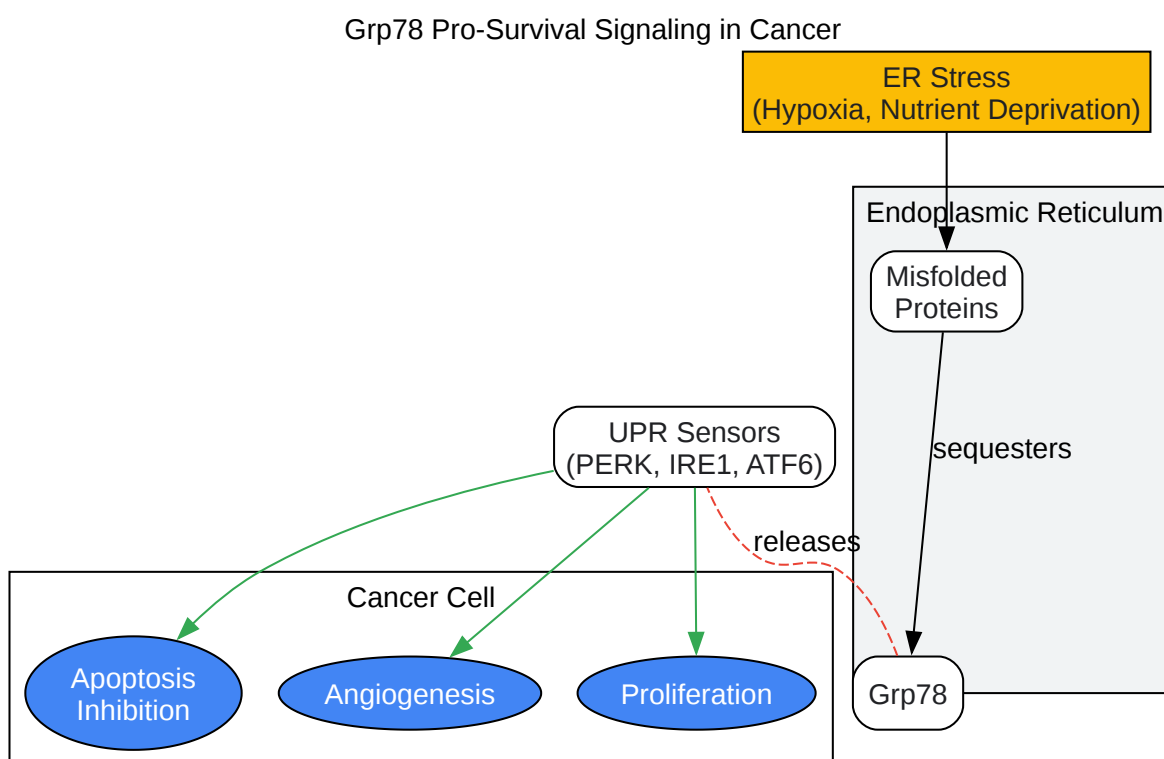 Grp78 Pro-Survival Signaling in Cancer
ER Stress
(Hypoxia, Nutrient Deprivation)
Endoplasmic Reticulum
Misfolded
Proteins
UPR Sensors
(PERK, IRE1, ATF6)
sequesters
releases
Cancer Cell
Apoptosis
Inhibition
Angiogenesis
Proliferation
Grp78